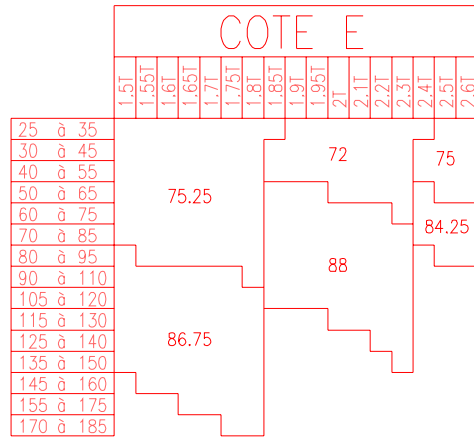 COTE E
1.5T 1.55T 1.6T 1.65T 1.7T 1.75T 1.8T 1.85T 1.9T 1.95T 2T 2.1T 2.2T 2.3T 2.4T 2.5T 2.6T
25 à 35
30 à 45
40 à 55
50 à 65
60 à 75
70 à 85
80 à 95
90 à 110
105 à 120
115 à 130
125 à 140
135 à 150
145 à 160
155 à 175
170 à 185
72
75
75.25
84.25
88
86.75